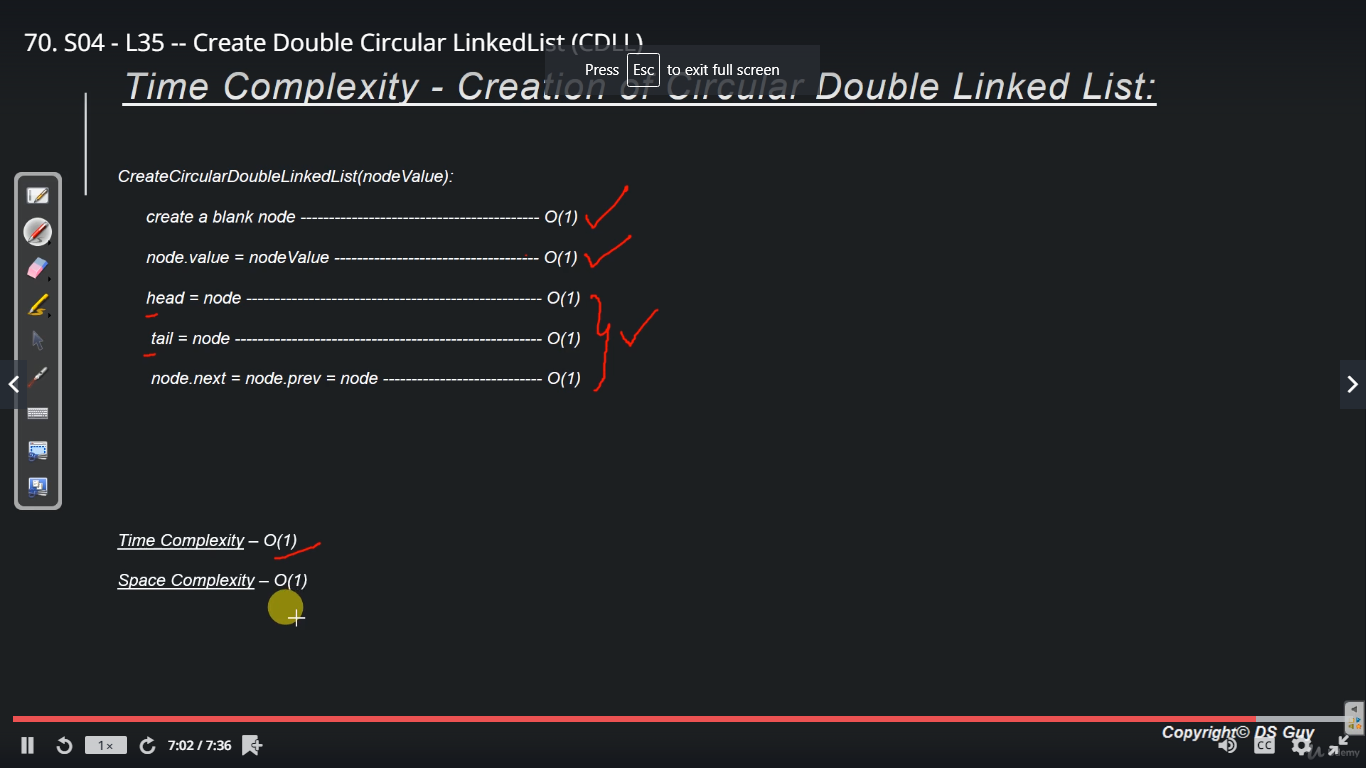 70. S04 - L35 -- Create Double Circular LinkedList (CDLL)
Press Esc to exit full screen
Time Complexity - Creation of Circular Double Linked List:
CreateCircularDoubleLinkedList(nodeValue):
create a blank node ------------------------------------------ O(1)
node.value = nodeValue ------------------------------------ O(1)
head = node ---------------------------------------------------- O(1)
tail = node ------------------------------------------------------ O(1)
node.next = node.prev = node ---------------------------- O(1)
Time Complexity – O(1)
Space Complexity – O(1)
Copyright© DS Guy
1×
7:02 / 7:36
CC
Udemy